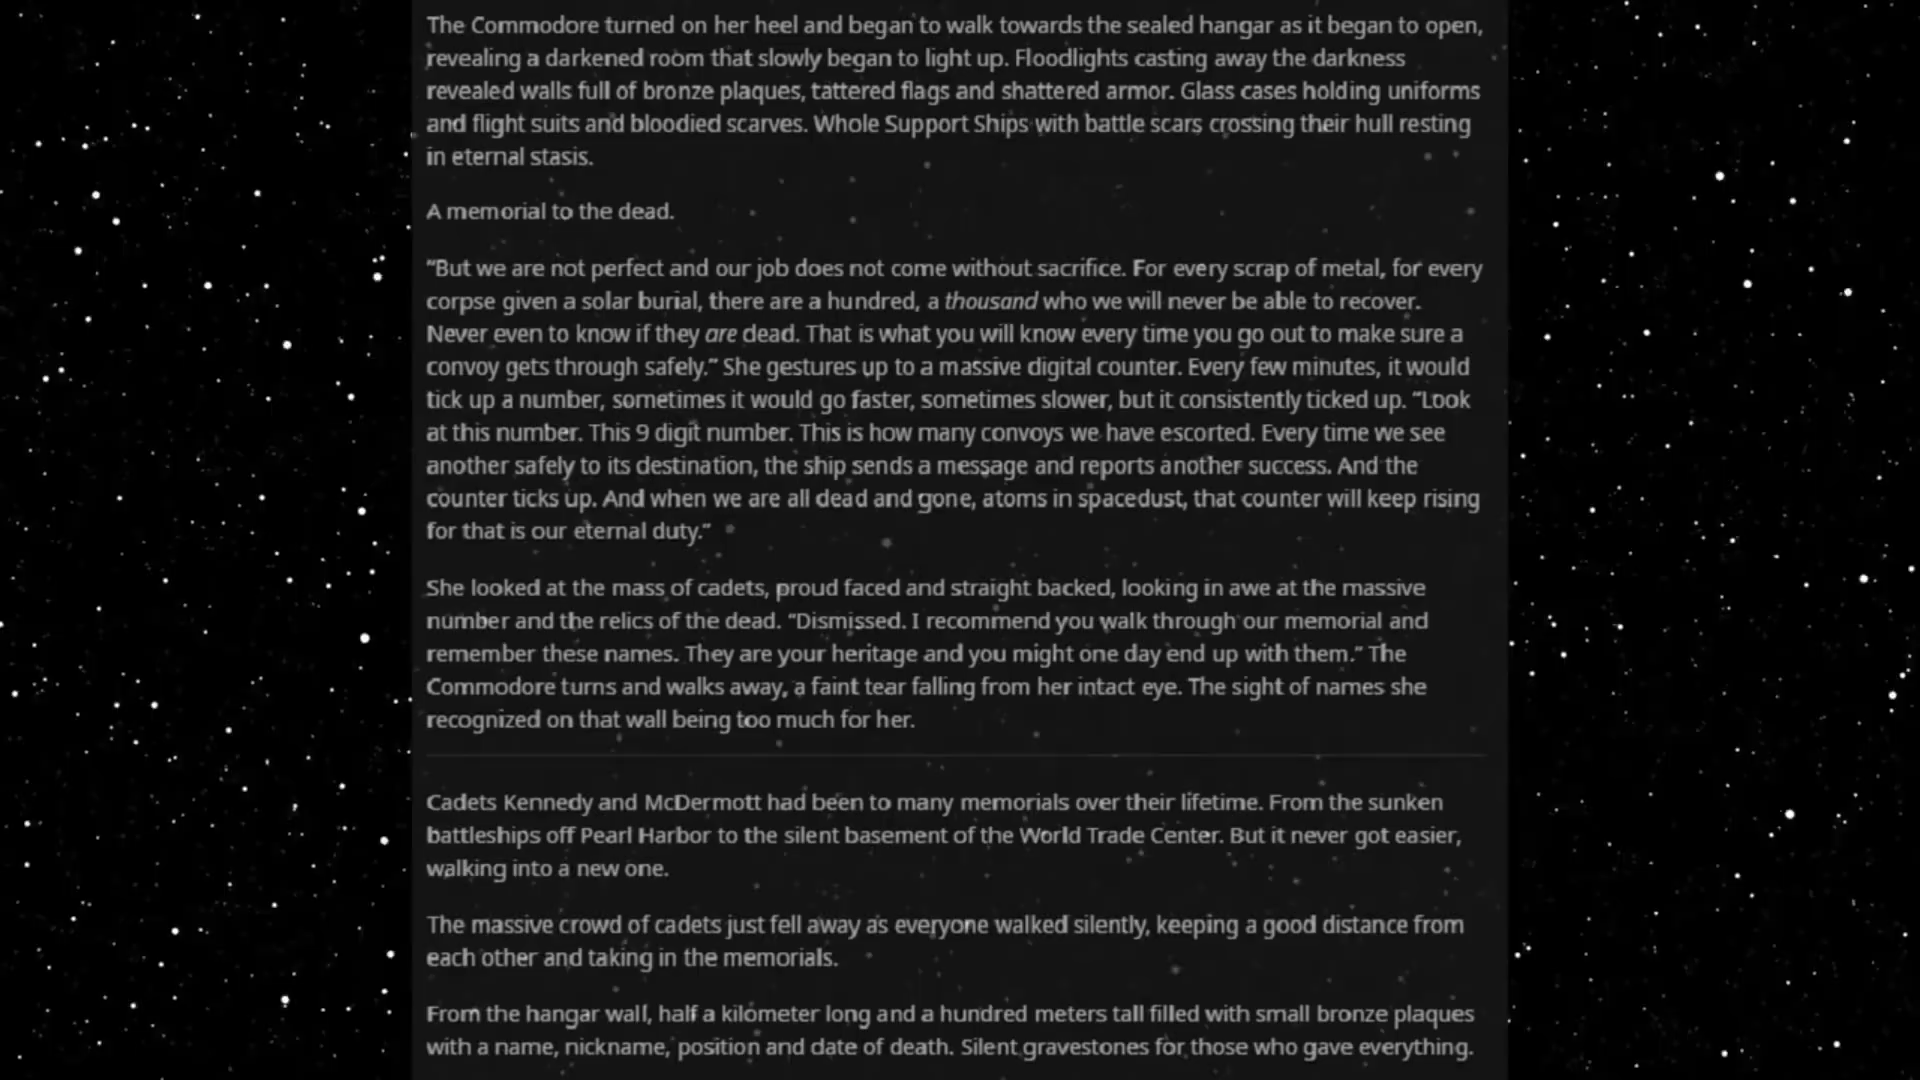 The Commodore turned on her heel and began to walk towards the sealed hangar as it began to open,
revealing a darkened room that slowly began to light up. Floodlights casting away the darkness
revealed walls full of bronze plaques, tattered flags and shattered armor. Glass cases holding uniforms
and flight suits and bloodied scarves. Whole Support Ships with battle scars crossing their hull resting
in eternal stasis.
A memorial to the dead.
“But we are not perfect and our job does not come without sacrifice. For every scrap of metal, for every
corpse given a solar burial, there are a hundred, a thousand who we will never be able to recover.
Never even to know if they are dead. That is what you will know every time you go out to make sure a
convoy gets through safely.” She gestures up to a massive digital counter. Every few minutes, it would
tick up a number, sometimes it would go faster, sometimes slower, but it consistently ticked up. “Look
at this number. This 9 digit number. This is how many convoys we have escorted. Every time we see
another safely to its destination, the ship sends a message and reports another success. And the
counter ticks up. And when we are all dead and gone, atoms in spacedust, that counter will keep rising
for that is our eternal duty.”
She looked at the mass of cadets, proud faced and straight backed, looking in awe at the massive
number and the relics of the dead. “Dismissed. I recommend you walk through our memorial and
remember these names. They are your heritage and you might one day end up with them.” The
Commodore turns and walks away, a faint tear falling from her intact eye. The sight of names she
recognized on that wall being too much for her.
Cadets Kennedy and McDermott had been to many memorials over their lifetime. From the sunken
battleships off Pearl Harbor to the silent basement of the World Trade Center. But it never got easier,
walking into a new one.
The massive crowd of cadets just fell away as everyone walked silently, keeping a good distance from
each other and taking in the memorials.
From the hangar wall, half a kilometer long and a hundred meters tall filled with small bronze plaques
with a name, nickname, position and date of death. Silent gravestones for those who gave everything.